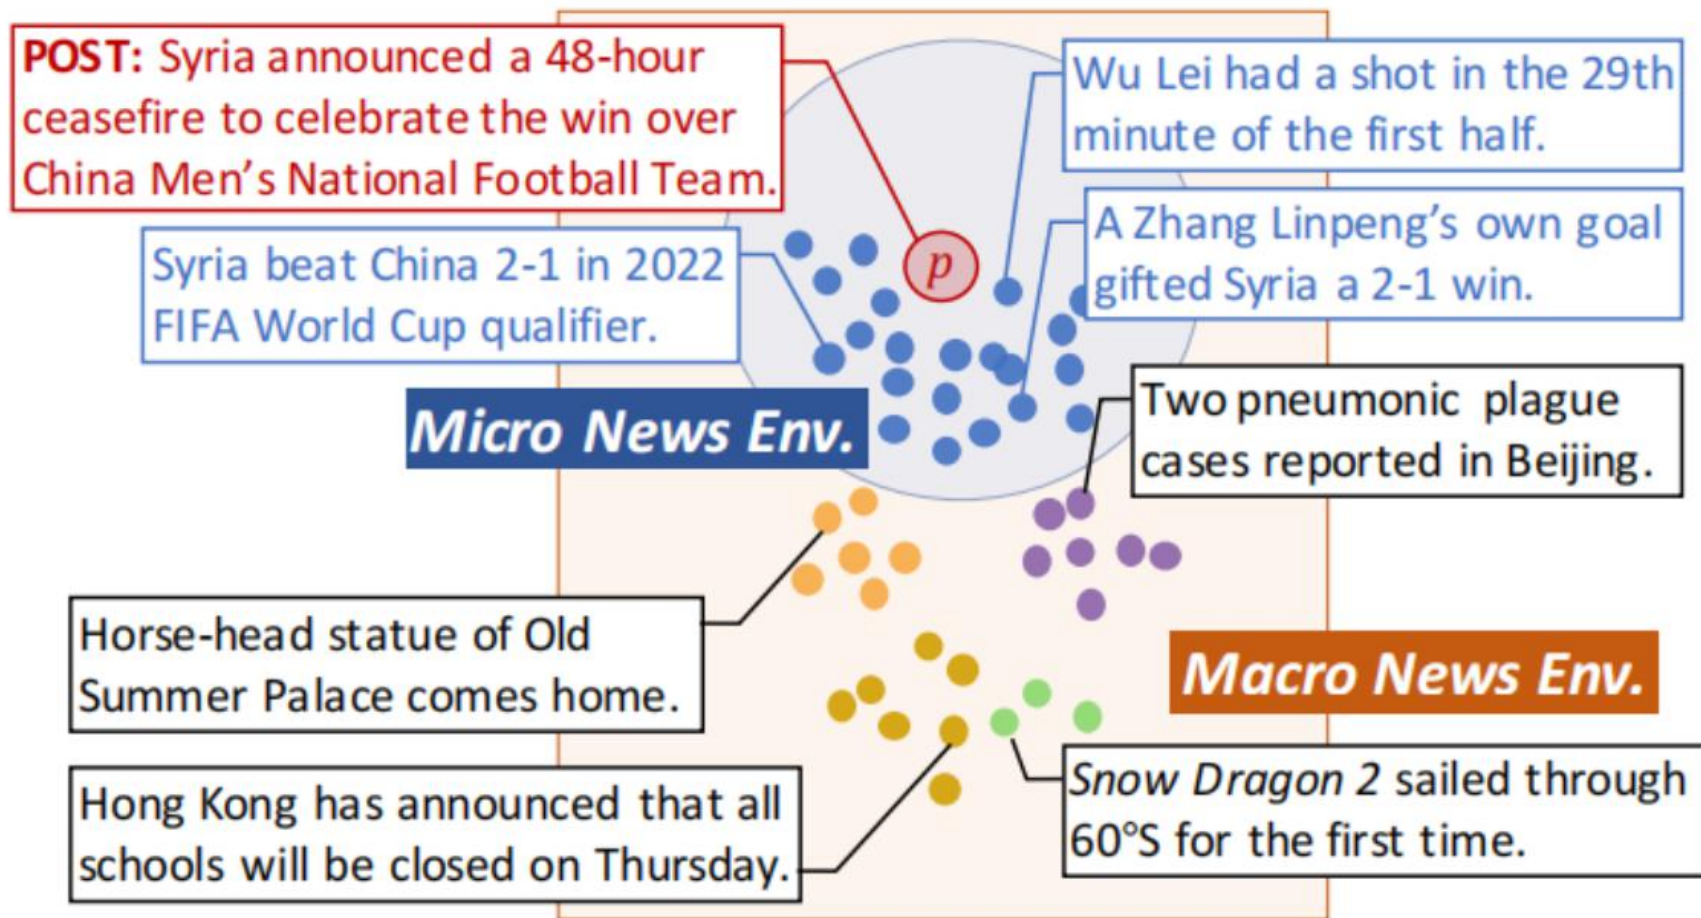 POST: Syria announced a 48-hour
ceasefire to celebrate the win over
China Men's National Football Team.
Wu Lei had a shot in the 29th
minute of the first half.
p
A Zhang Linpeng's own goal
gifted Syria a 2-1 win.
Syria beat China 2-1 in 2022
FIFA World Cup qualifier.
Micro News Env.
Two pneumonic plague
cases reported in Beijing.
Horse-head statue of Old
Summer Palace comes home.
Macro News Env.
Hong Kong has announced that all
schools will be closed on Thursday.
Snow Dragon 2 sailed through
60°S for the first time.